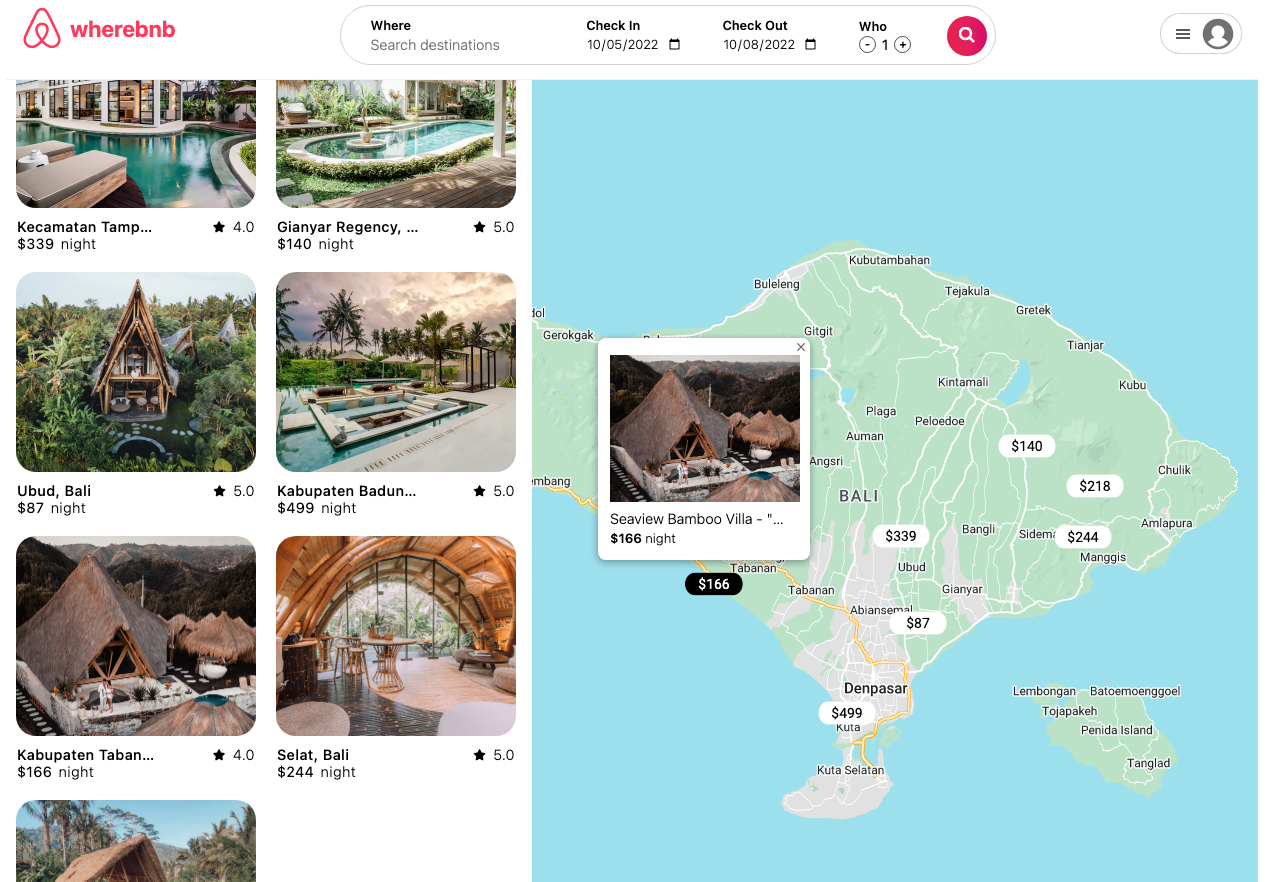 wherebnb
Where
Search destinations
Check In
10/05/2022
Check Out
10/08/2022
Who
- 1 +
Kecamatan Tamp... 4.0
$339 night
Gianyar Regency, ... 5.0
$140 night
Ubud, Bali 5.0
$87 night
Kabupaten Badun... 5.0
$499 night
Kabupaten Taban... 4.0
$166 night
Selat, Bali 5.0
$244 night
Kubutambahan
Buleleng
Tejakula
Gretek
dol
Gerokgak
Gitgit
Tianjar
Kintamali
Kubu
Plaga
Peloedoe
Auman
$140
Angsri
Chulik
embang
$218
BALI
Amlapura
Bangli
Sidema
$339
$244
Manggis
Ubud
Tabanan
$166
Tabanan
Gianyar
Abiansemal
$87
Denpasar
Lembongan
Batoemoenggoel
Tojapakeh
$499
Kuta
Penida Island
Tanglad
Kuta Selatan
×
Seaview Bamboo Villa - "...
$166 night